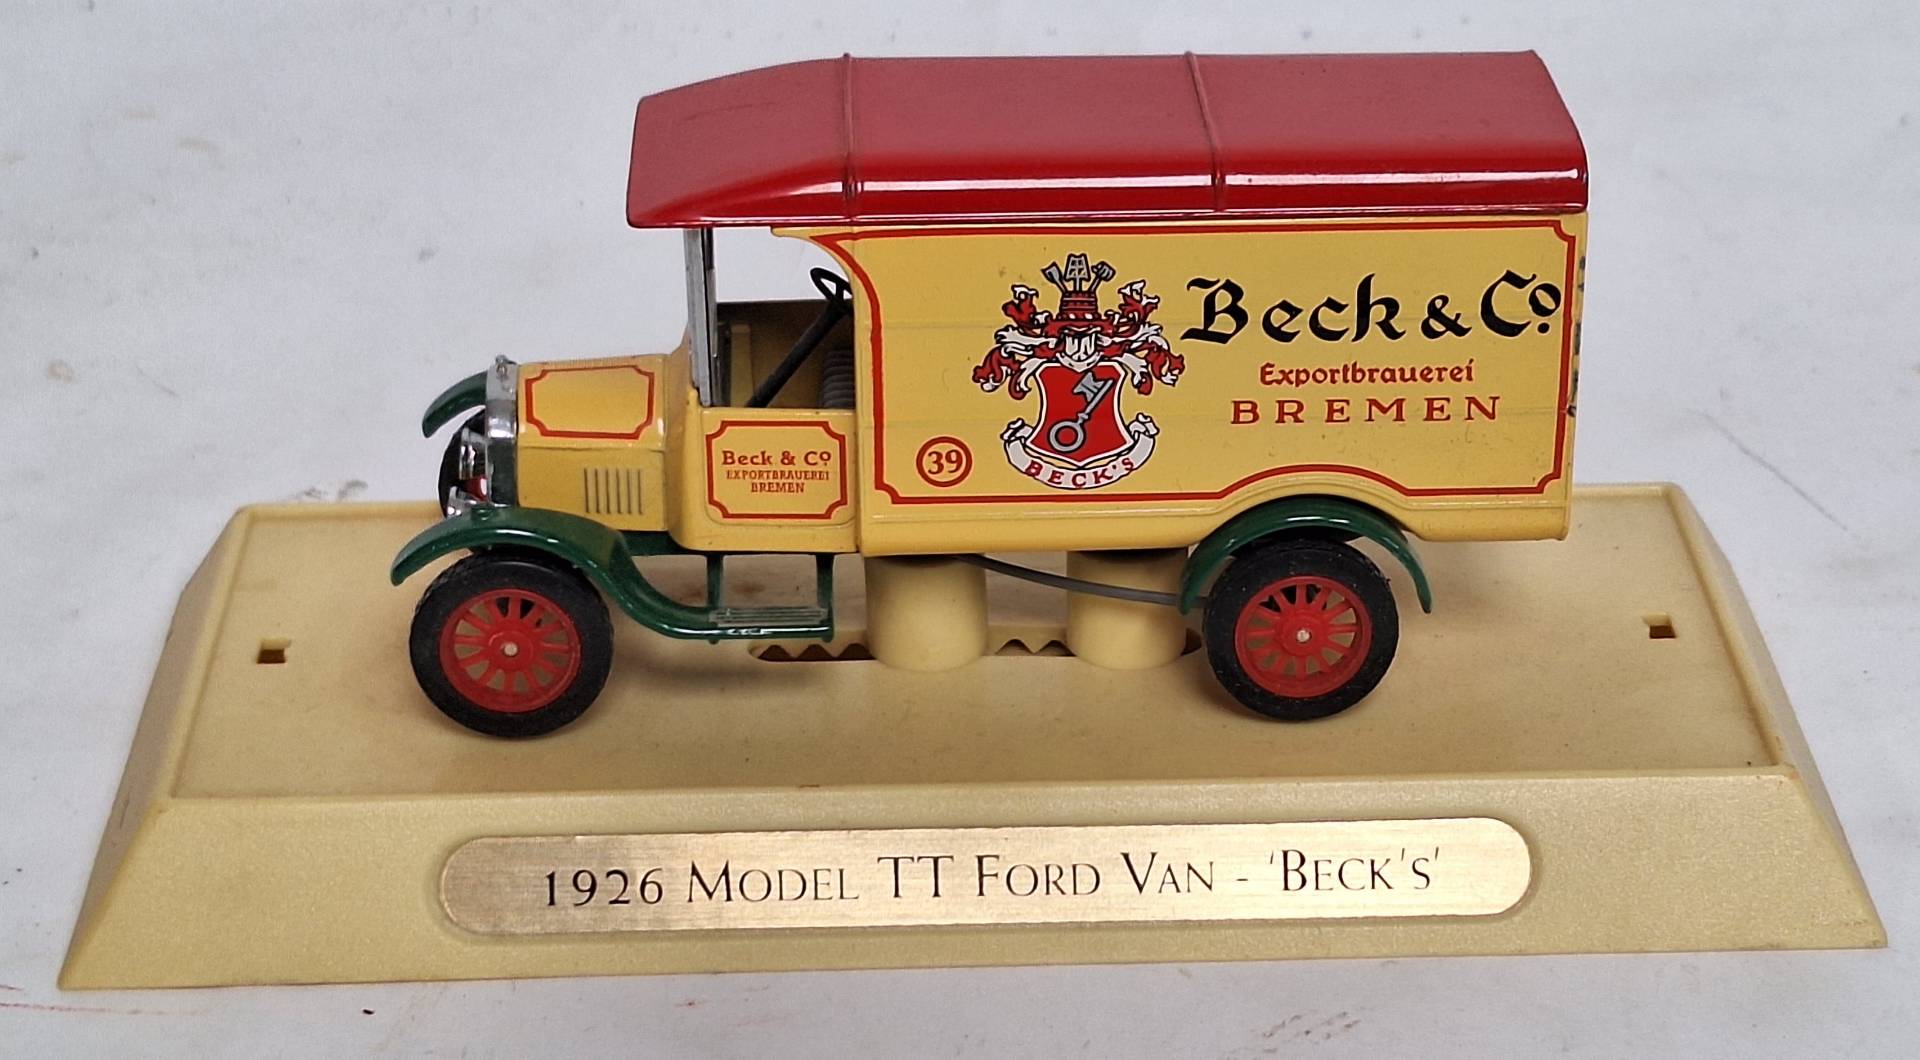 Beck & Co
Exportbrauerei
BREMEN
39
BECK'S
Beck & Co
EXPORTBRAUEREI
BREMEN
1926 MODEL TT FORD VAN - 'BECK'S'